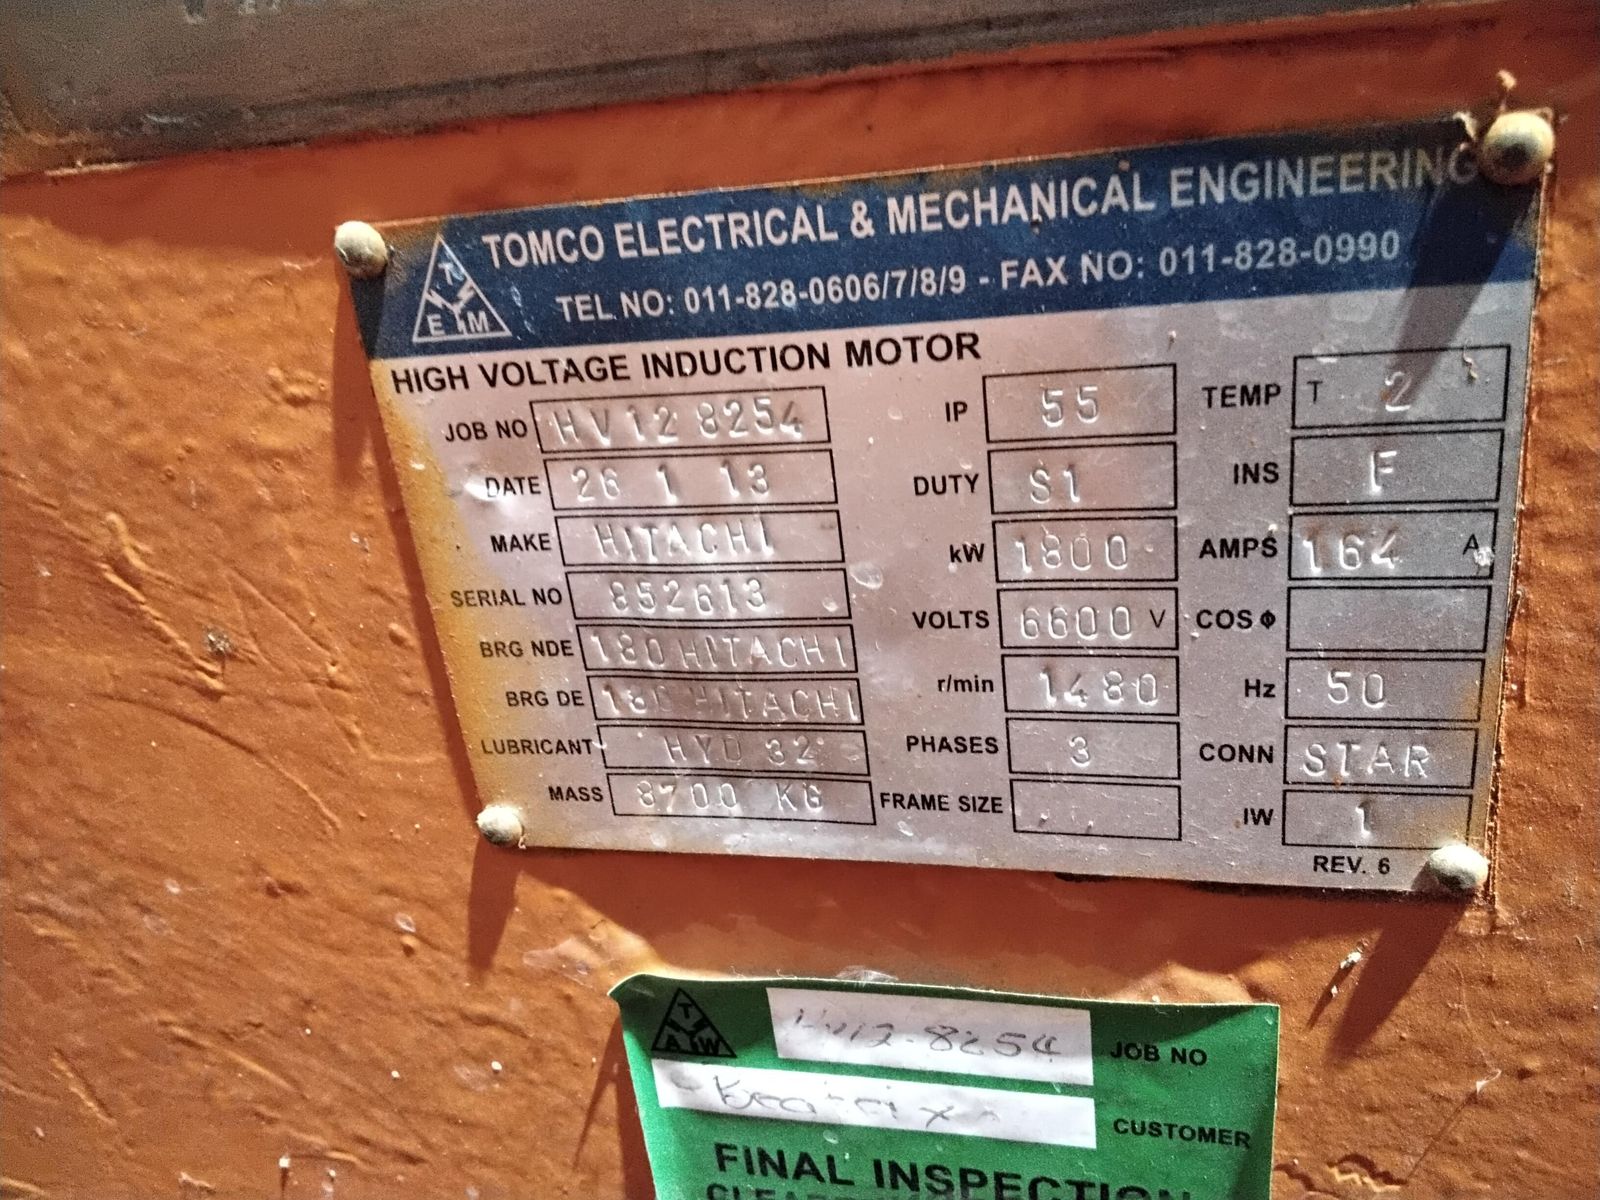 TOMCO ELECTRICAL & MECHANICAL ENGINEERING
TEL NO: 011-828-0606/7/8/9 - FAX NO: 011-828-0990
T E M
HIGH VOLTAGE INDUCTION MOTOR
JOB NO HV12 8254
DATE 26 1 13
MAKE HITACHI
SERIAL NO 852613
BRG NDE 180 HITACHI
BRG DE 180 HITACHI
LUBRICANT HYD 32
MASS 8700 KG
IP 55
DUTY S1
kW 1800
VOLTS 6600 V
r/min 1480
PHASES 3
FRAME SIZE
TEMP T 2
INS F
AMPS 164 A
COS Φ
Hz 50
CONN STAR
IW 1
REV. 6
T A W
HV12-8254 JOB NO
CUSTOMER
FINAL INSPECTION